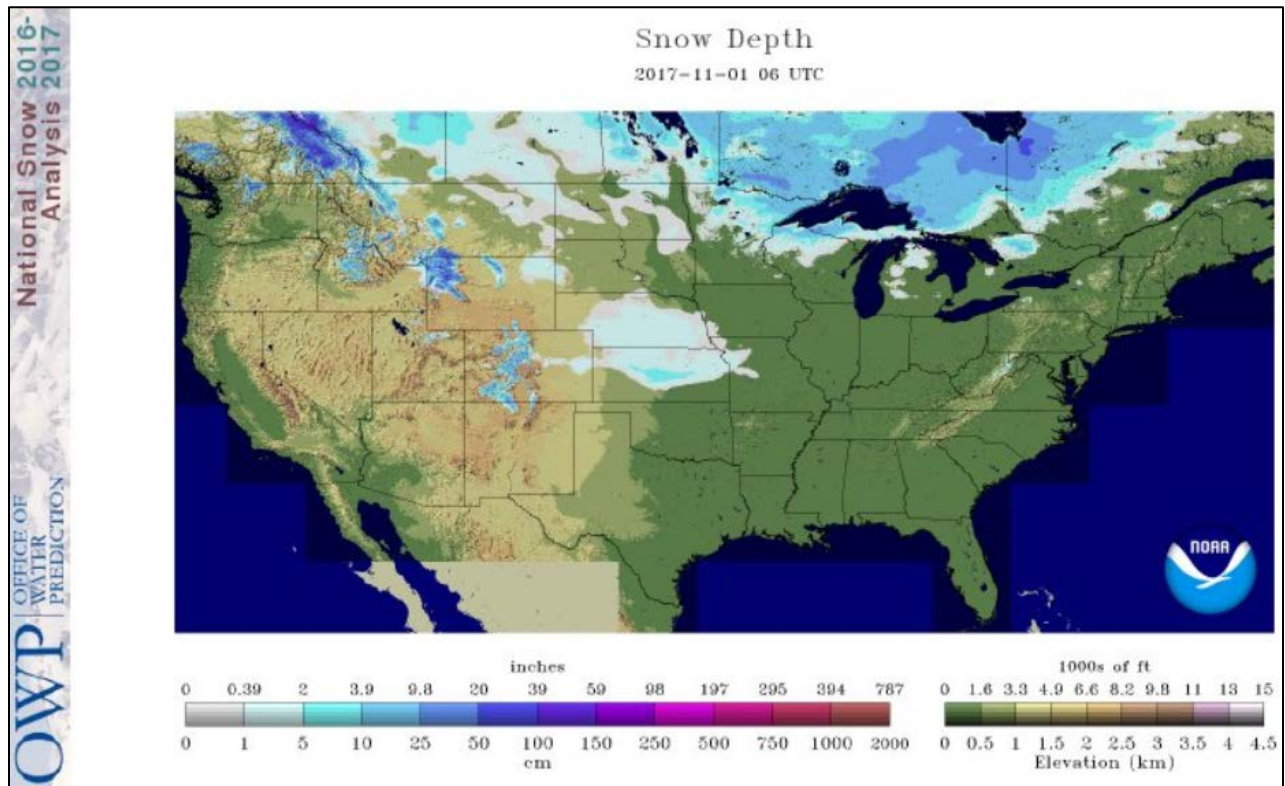 National Snow 2016-
Analysis 2017
OWP
OFFICE OF
WATER
PREDICTION
Snow Depth
2017-11-01 06 UTC
NOAA
inches
0 0.39 2 3.9 9.8 20 39 59 98 197 295 394 787
0 1 5 10 25 50 100 150 250 500 750 1000 2000
cm
1000s of ft
0 1.6 3.3 4.9 6.6 8.2 9.8 11 13 15
0 0.5 1 1.5 2 2.5 3 3.5 4 4.5
Elevation (km)